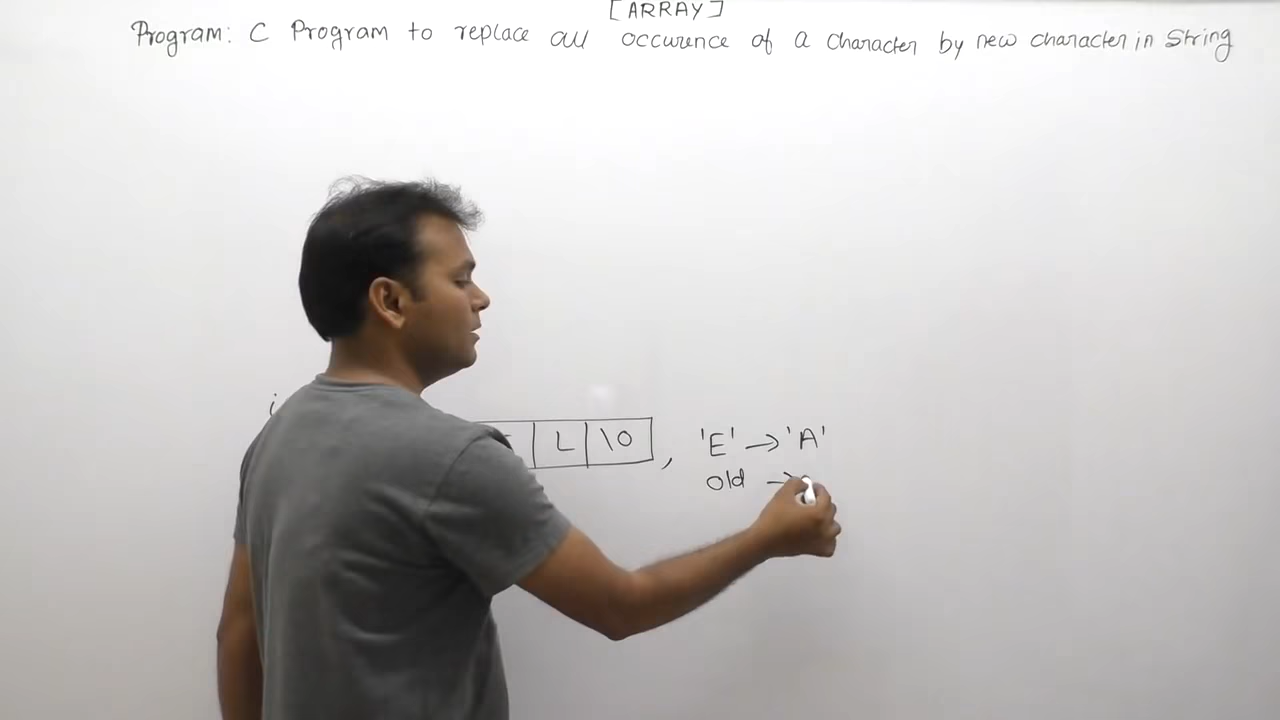 [ARRAY]
Program: C Program to replace all occurence of a character by new character in String
i
L \0 , 'E' → 'A'
old →